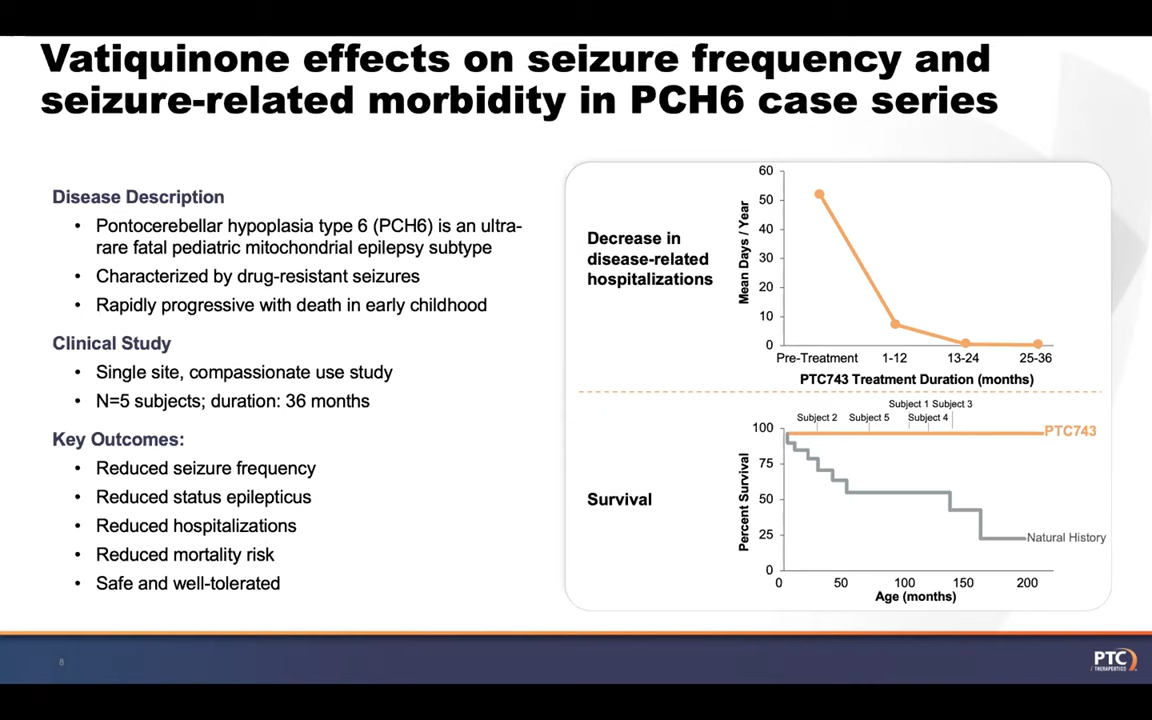 Vatiquinone effects on seizure frequency and
seizure-related morbidity in PCH6 case series
Disease Description
• Pontocerebellar hypoplasia type 6 (PCH6) is an ultra-
rare fatal pediatric mitochondrial epilepsy subtype
• Characterized by drug-resistant seizures
• Rapidly progressive with death in early childhood
Clinical Study
• Single site, compassionate use study
• N=5 subjects; duration: 36 months
Key Outcomes:
• Reduced seizure frequency
• Reduced status epilepticus
• Reduced hospitalizations
• Reduced mortality risk
• Safe and well-tolerated
Decrease in
disease-related
hospitalizations
Mean Days / Year
60
50
40
30
20
10
0
Pre-Treatment 1-12 13-24 25-36
PTC743 Treatment Duration (months)
Survival
Percent Survival
Subject 1 Subject 3
Subject 2 Subject 5 Subject 4
100
75
50
25
0
PTC743
Natural History
0 50 100 150 200
Age (months)
8
PTC
THERAPEUTICS